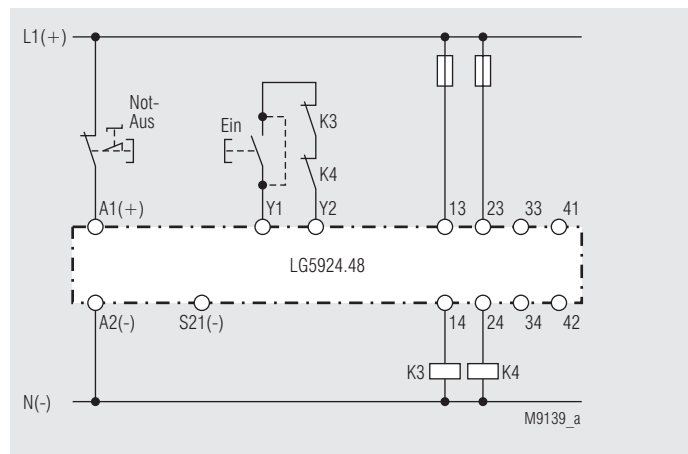 L1(+)
Not-
Aus
Ein
K3
K4
A1(+)
Y1
Y2
13
23
33
41
LG5924.48
A2(-)
S21(-)
14
24
34
42
K3
K4
N(-)
M9139_a